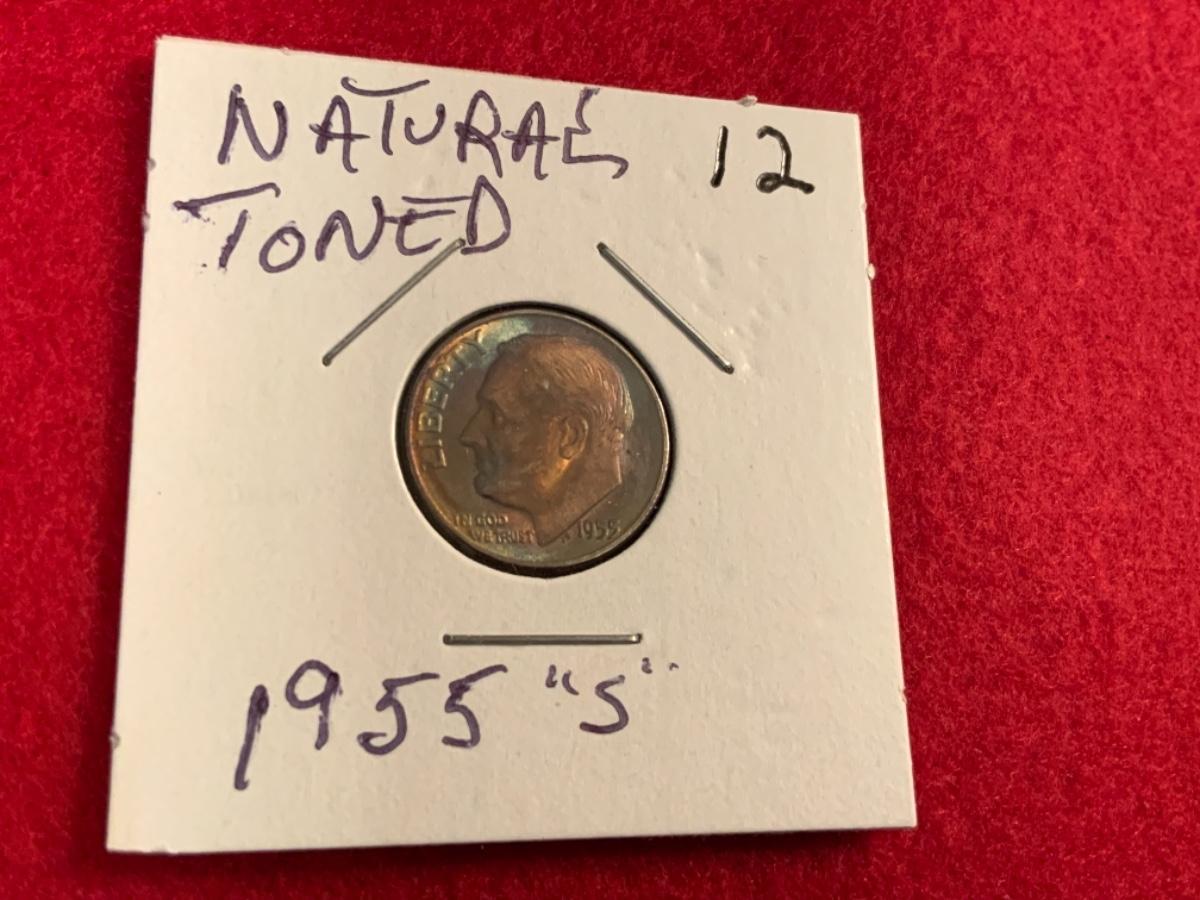 NATURAL 12
TONED
LIBERTY
IN GOD
WE TRUST
1955
1955 "S"